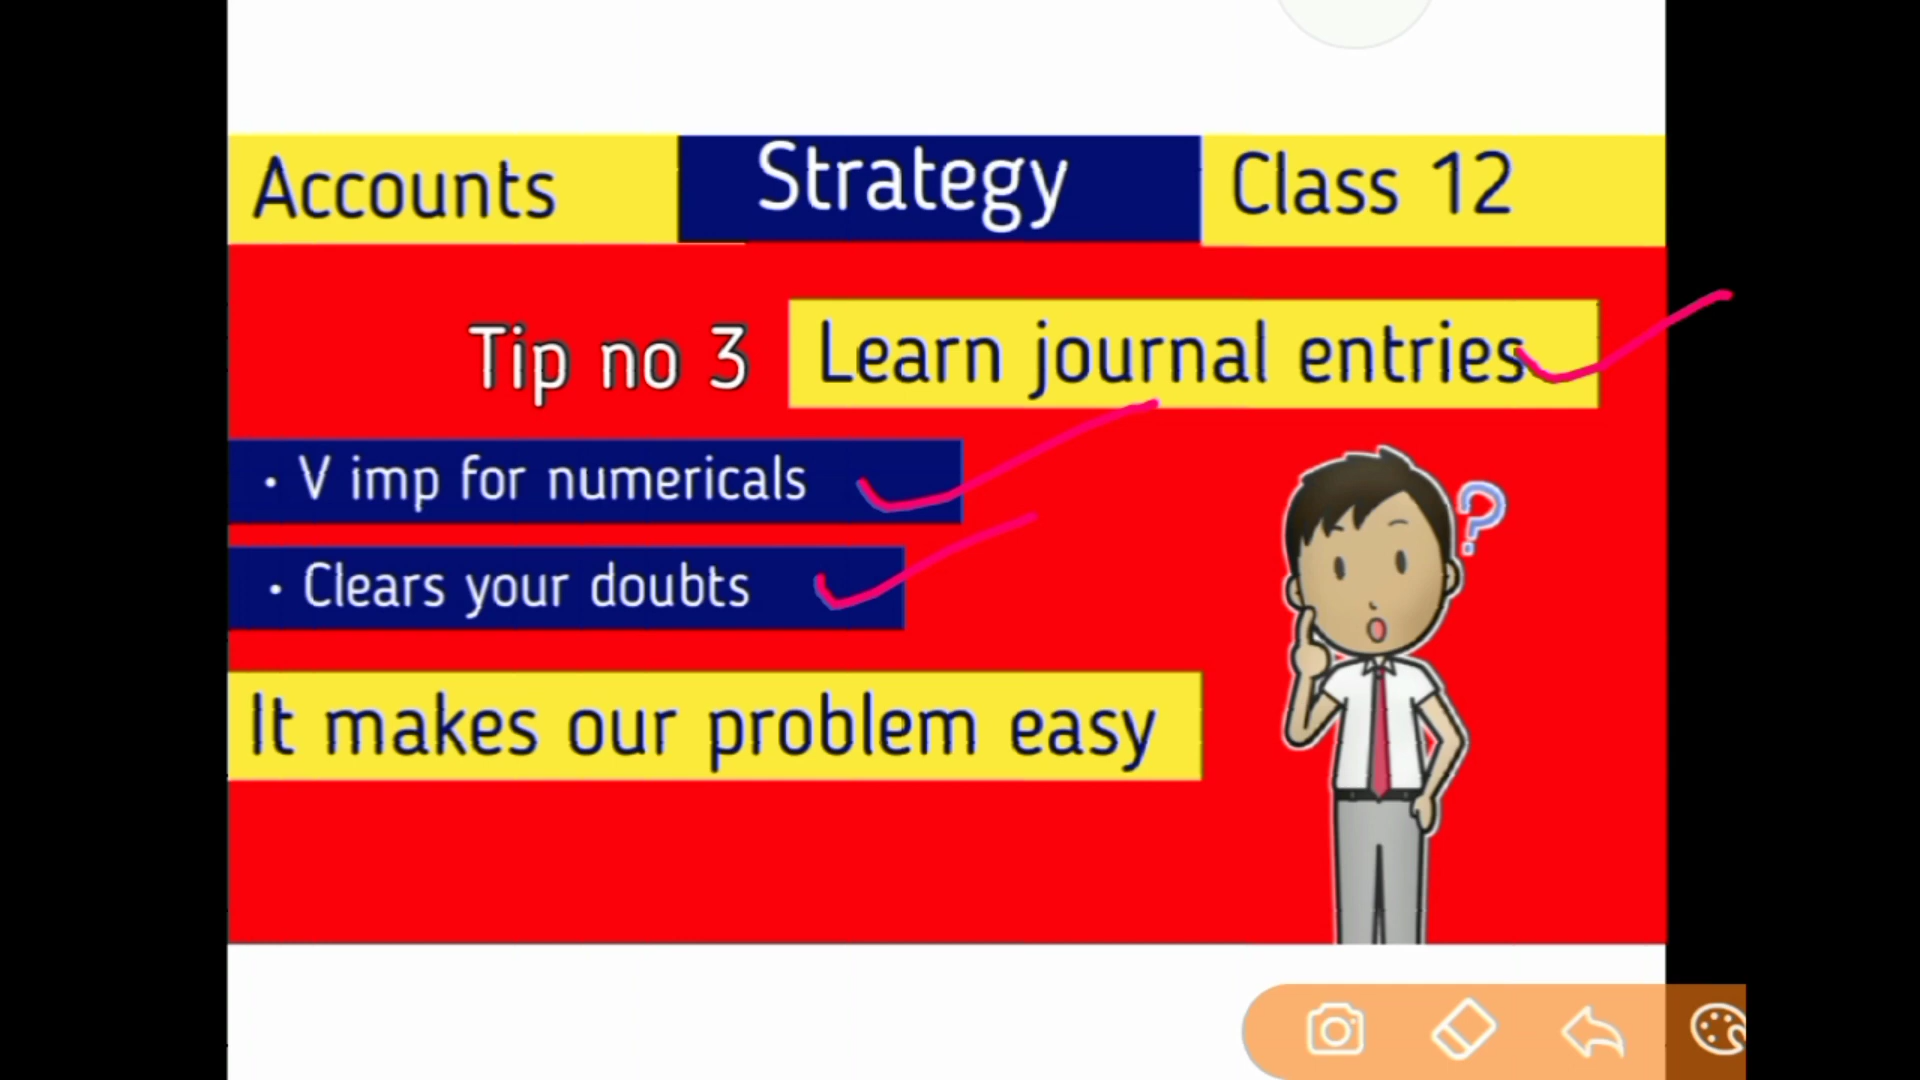 Accounts Strategy Class 12
Tip no 3 Learn journal entries
• V imp for numericals
• Clears your doubts
?
It makes our problem easy